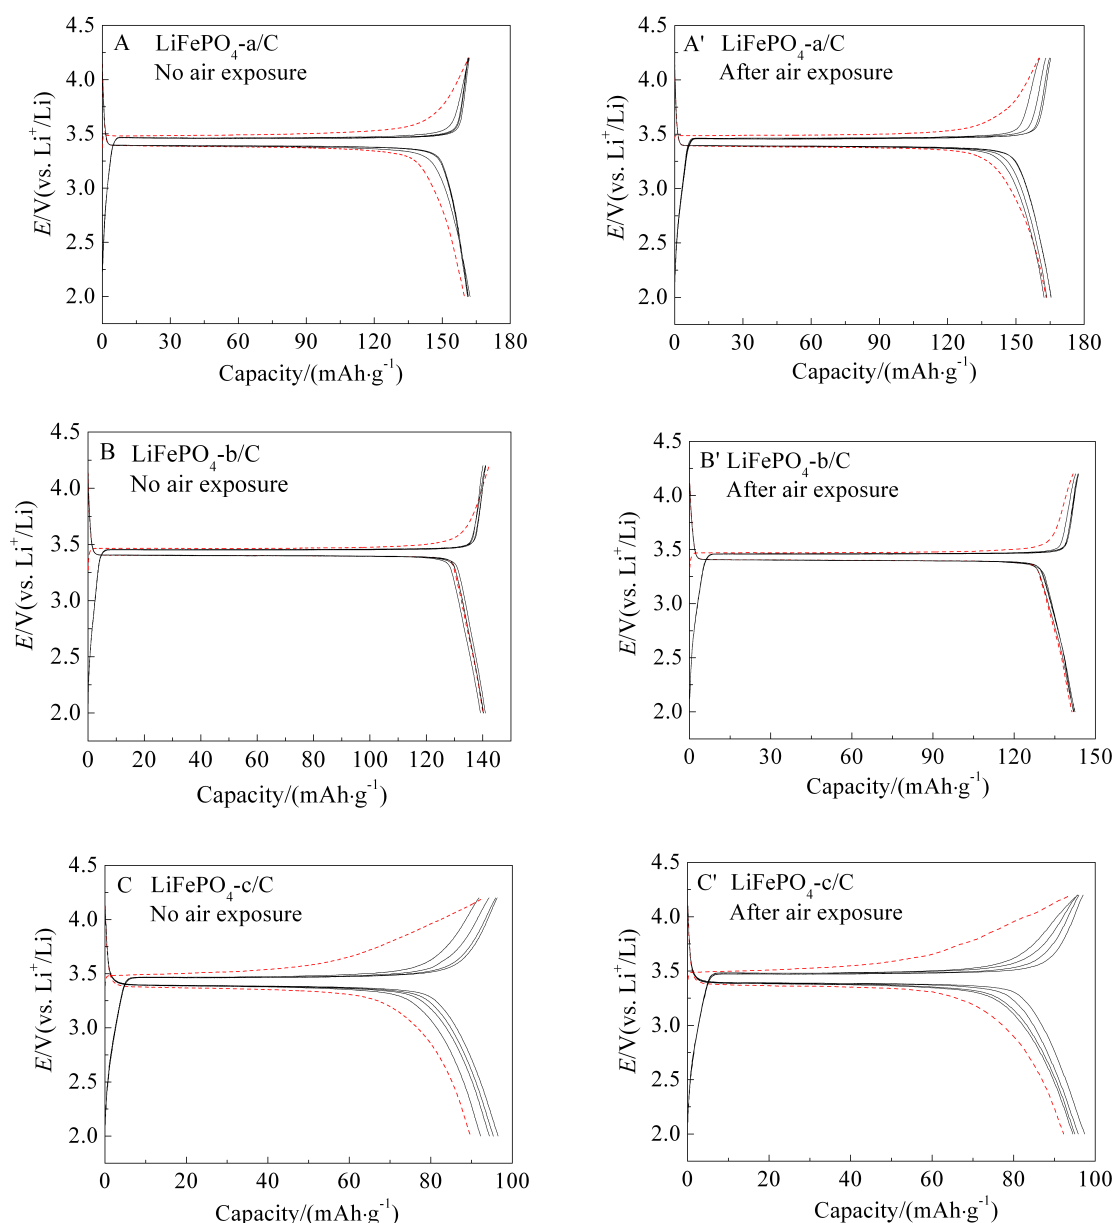 A LiFePO4-a/C
No air exposure
4.5
4.0
3.5
3.0
2.5
2.0
E/V(vs. Li+/Li)
0 30 60 90 120 150 180
Capacity/(mAh·g-1)
A' LiFePO4-a/C
After air exposure
4.5
4.0
3.5
3.0
2.5
2.0
E/V(vs. Li+/Li)
0 30 60 90 120 150 180
Capacity/(mAh·g-1)
B LiFePO4-b/C
No air exposure
4.5
4.0
3.5
3.0
2.5
2.0
E/V(vs. Li+/Li)
0 20 40 60 80 100 120 140
Capacity/(mAh·g-1)
B' LiFePO4-b/C
After air exposure
4.5
4.0
3.5
3.0
2.5
2.0
E/V(vs. Li+/Li)
0 30 60 90 120 150
Capacity/(mAh·g-1)
C LiFePO4-c/C
No air exposure
4.5
4.0
3.5
3.0
2.5
2.0
E/V(vs. Li+/Li)
0 20 40 60 80 100
Capacity/(mAh·g-1)
C' LiFePO4-c/C
After air exposure
4.5
4.0
3.5
3.0
2.5
2.0
E/V(vs. Li+/Li)
0 20 40 60 80 100
Capacity/(mAh·g-1)